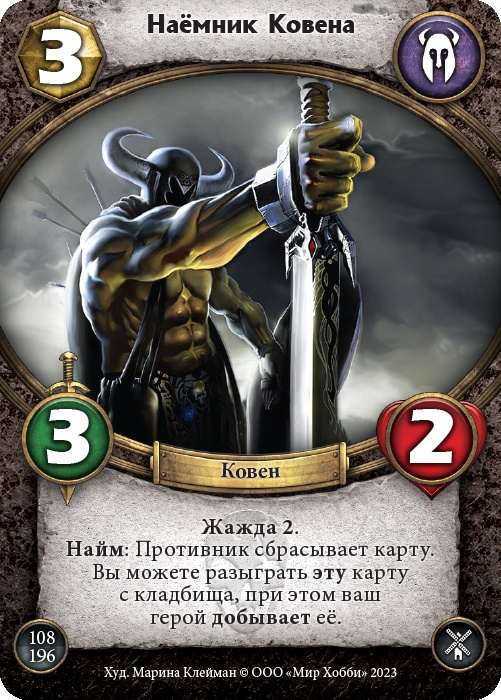 3
Наёмник Ковена
3
2
Ковен
Жажда 2.
Найм: Противник сбрасывает карту.
Вы можете разыграть эту карту
с кладбища, при этом ваш
герой добывает её.
108
196
Худ. Марина Клейман © ООО «Мир Хобби» 2023